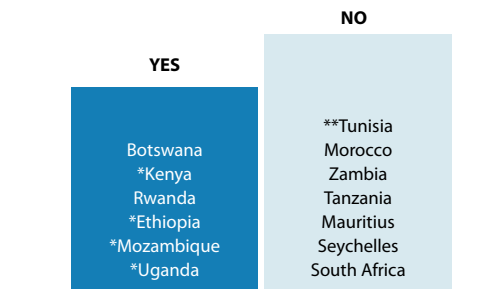 YES
Botswana
*Kenya
Rwanda
*Ethiopia
*Mozambique
*Uganda
NO
**Tunisia
Morocco
Zambia
Tanzania
Mauritius
Seychelles
South Africa